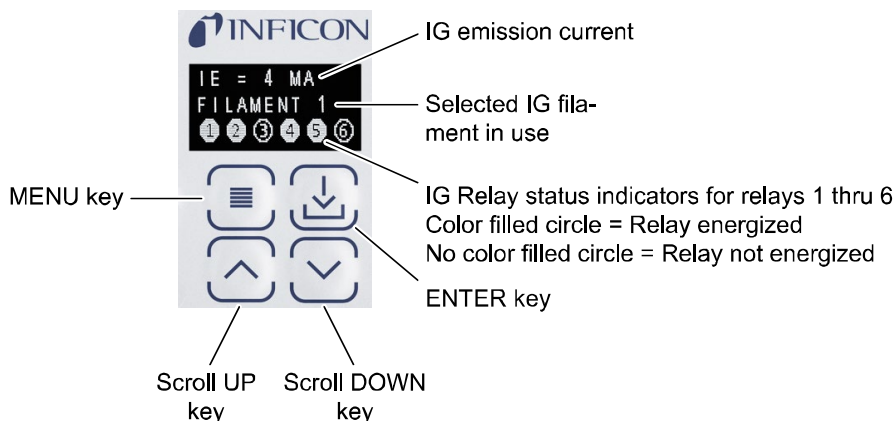 INFICON
IG emission current
IE = 4 MA
FILAMENT 1
Selected IG fila-
ment in use
1 2 3 4 5 6
MENU key
IG Relay status indicators for relays 1 thru 6
Color filled circle = Relay energized
No color filled circle = Relay not energized
ENTER key
Scroll UP
key
Scroll DOWN
key